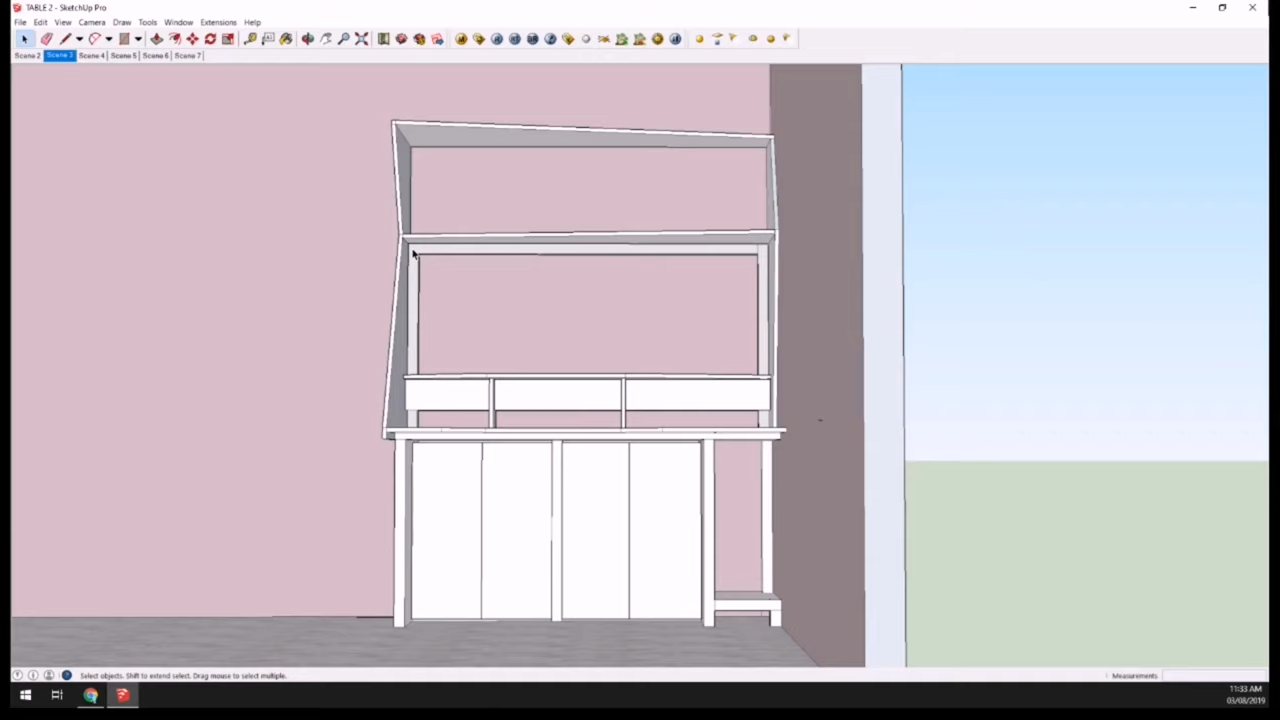 TABLE 2 - SketchUp Pro
File Edit View Camera Draw Tools Window Extensions Help
Scene 2 Scene 3 Scene 4 Scene 5 Scene 6 Scene 7
Select objects. Shift to extend select. Drag mouse to select multiple.
Measurements
11:33 AM
03/08/2019